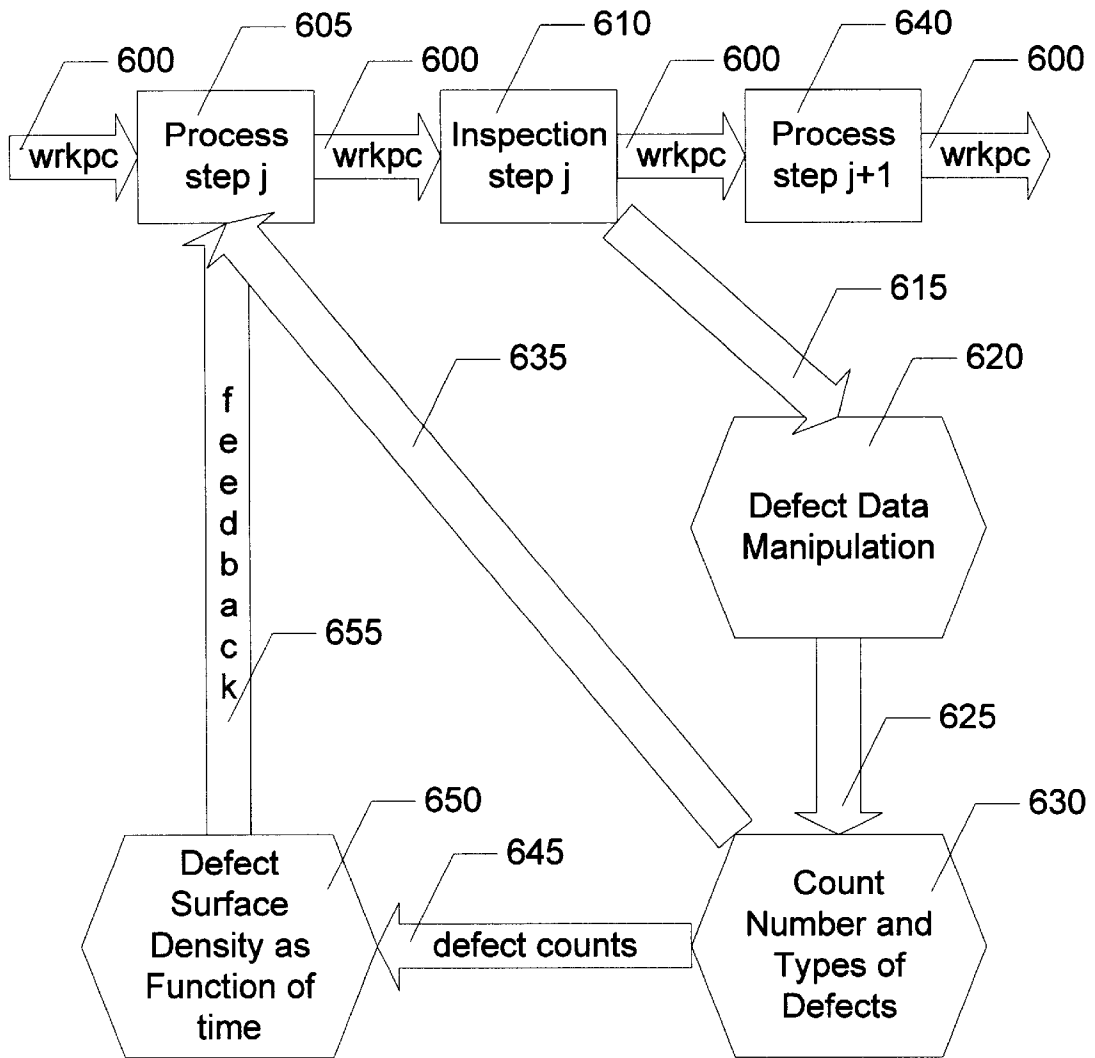 605
610
640
600
600
600
600
wrkpc
Process
step j
wrkpc
Inspection
step j
wrkpc
Process
step j+1
wrkpc
615
635
620
feedback
Defect Data
Manipulation
655
625
650
630
645
Defect
Surface
Density as
Function of
time
defect counts
Count
Number and
Types of
Defects